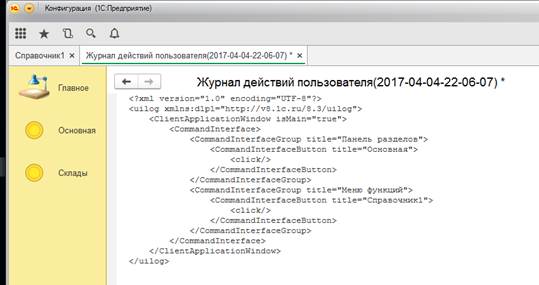 Конфигурация (1С:Предприятие)
Справочник1 × Журнал действий пользователя(2017-04-04-22-06-07) * ×
Главное
Основная
Склады
Журнал действий пользователя(2017-04-04-22-06-07) *
<?xml version="1.0" encoding="UTF-8"?>
<uilog xmlns:d1p1="http://v8.1c.ru/8.3/uilog">
<ClientApplicationWindow isMain="true">
<CommandInterface>
<CommandInterfaceGroup title="Панель разделов">
<CommandInterfaceButton title="Основная">
<click/>
</CommandInterfaceButton>
</CommandInterfaceGroup>
<CommandInterfaceGroup title="Меню функций">
<CommandInterfaceButton title="Справочник1">
<click/>
</CommandInterfaceButton>
</CommandInterfaceGroup>
</CommandInterface>
</ClientApplicationWindow>
</uilog>